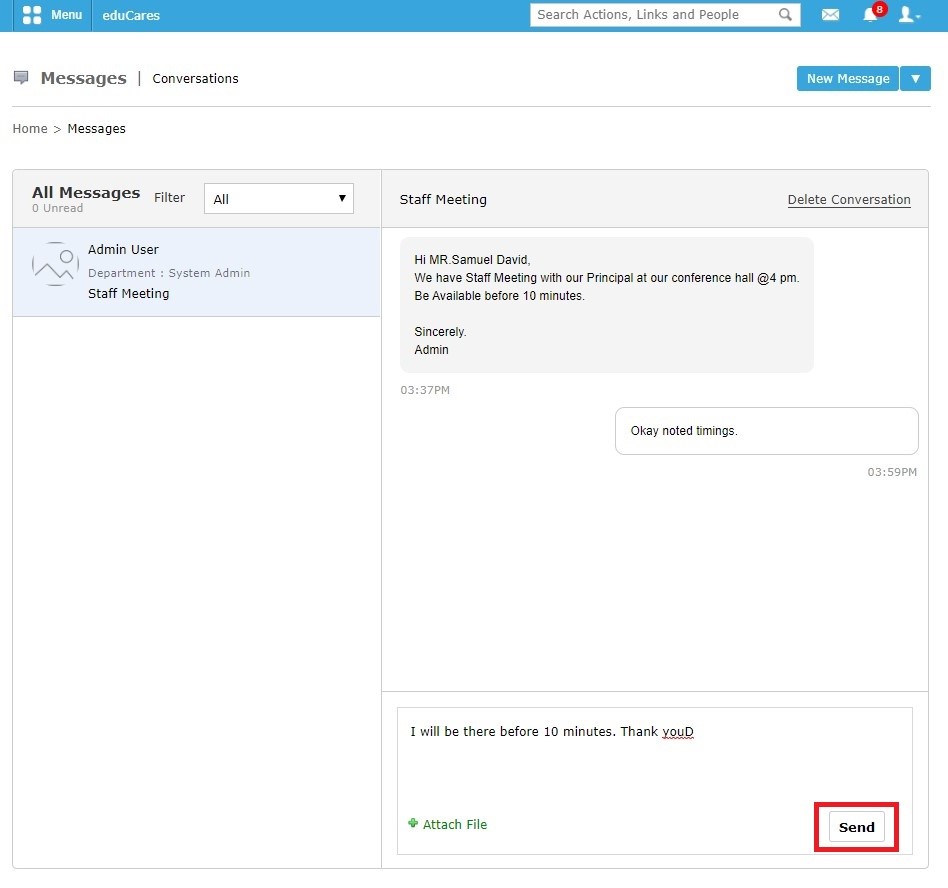 Menu eduCares Search Actions, Links and People 8
Messages | Conversations New Message ▼
Home > Messages
All Messages Filter All ▼
0 Unread
Admin User
Department : System Admin
Staff Meeting
Staff Meeting Delete Conversation
Hi MR.Samuel David,
We have Staff Meeting with our Principal at our conference hall @4 pm.
Be Available before 10 minutes.
Sincerely.
Admin
03:37PM
Okay noted timings.
03:59PM
I will be there before 10 minutes. Thank youD
Attach File Send